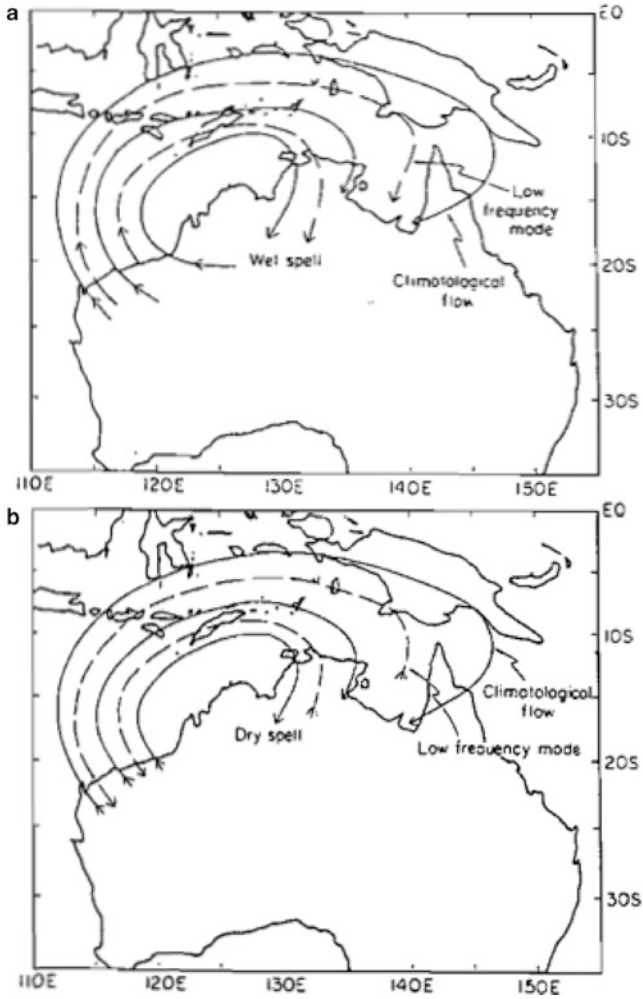 a
EQ
10S
Low
frequency
mode
Wet spell
20S
Climatological
flow
30S
110E 120E 130E 140E 150E
b
EQ
10S
Climatological
flow
Dry spell
Low frequency mode
20S
30S
110E 120E 130E 140E 150E